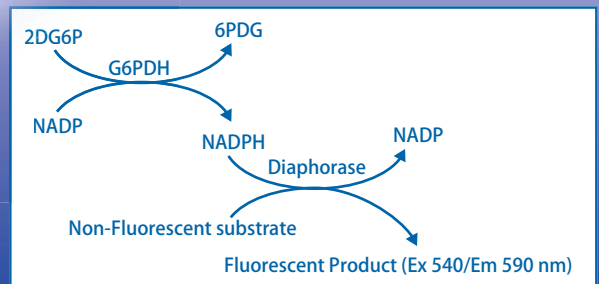 2DG6P
6PDG
G6PDH
NADP
NADPH
NADP
Diaphorase
Non-Fluorescent substrate
Fluorescent Product (Ex 540/Em 590 nm)